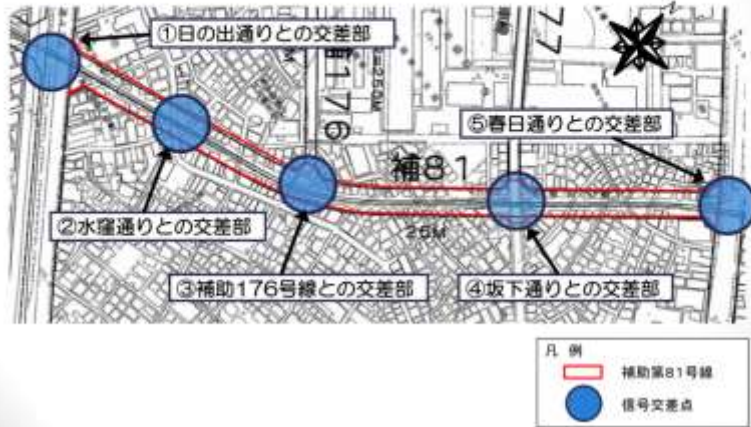 ①日の出通りとの交差部
⑤春日通りとの交差部
補81
②水窪通りとの交差部
25M
③補助176号線との交差部
④坂下通りとの交差部
凡 例
補助第81号線
信号交差点